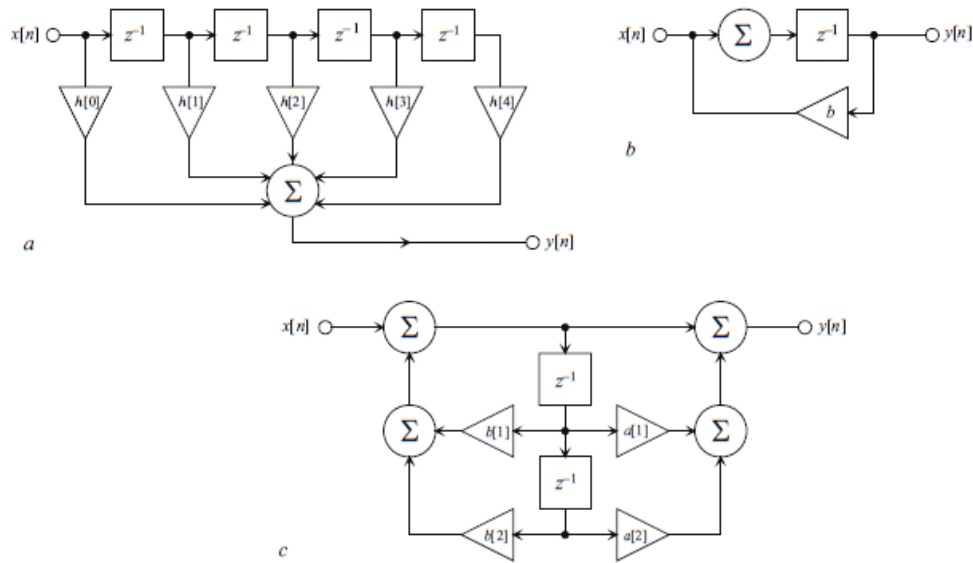 x[n] z⁻¹ z⁻¹ z⁻¹ z⁻¹
h[0] h[1] h[2] h[3] h[4]
Σ
y[n]
a
x[n] Σ z⁻¹ y[n]
b
b
x[n] Σ Σ y[n]
z⁻¹
Σ b[1] a[1] Σ
z⁻¹
b[2] a[2]
c